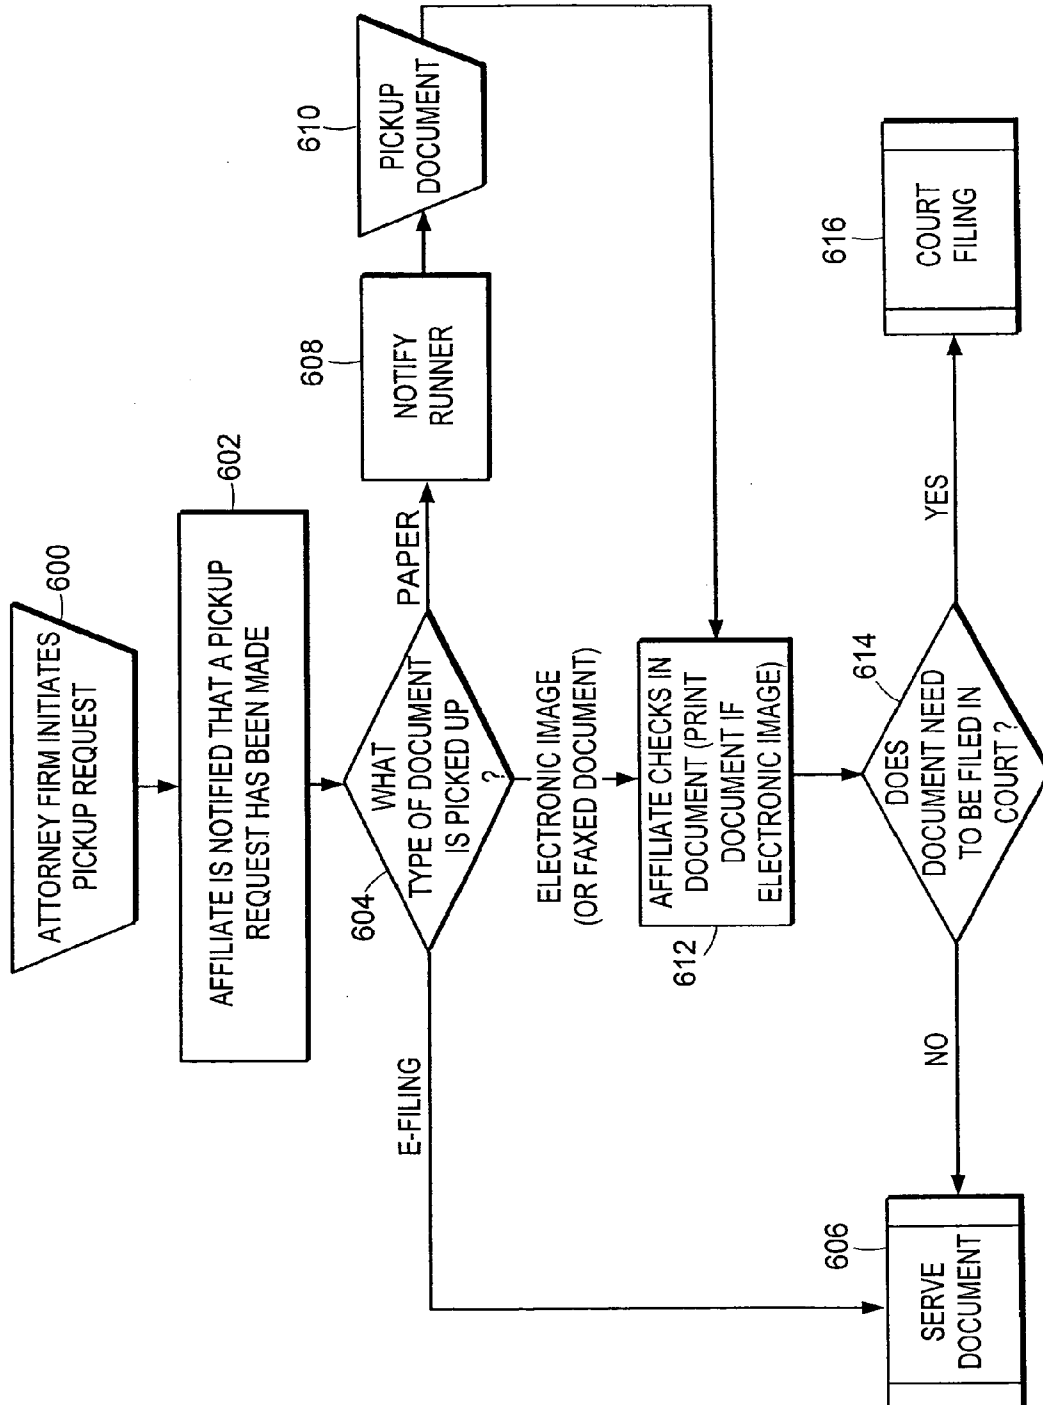 600
ATTORNEY FIRM INITIATES
PICKUP REQUEST
602
AFFILIATE IS NOTIFIED THAT A PICKUP
REQUEST HAS BEEN MADE
604
WHAT
TYPE OF DOCUMENT
IS PICKED UP
?
PAPER
608
NOTIFY
RUNNER
610
PICKUP
DOCUMENT
E-FILING
ELECTRONIC IMAGE
(OR FAXED DOCUMENT)
612
AFFILIATE CHECKS IN
DOCUMENT (PRINT
DOCUMENT IF
ELECTRONIC IMAGE)
614
DOES
DOCUMENT NEED
TO BE FILED IN
COURT ?
NO
YES
606
SERVE
DOCUMENT
616
COURT
FILING